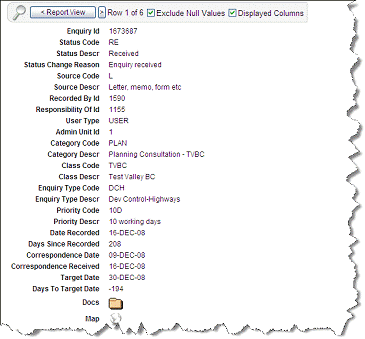 < Report View > Row 1 of 6 Exclude Null Values Displayed Columns
Enquiry Id 1673687
Status Code RE
Status Descr Received
Status Change Reason Enquiry received
Source Code L
Source Descr Letter, memo, form etc
Recorded By Id 1590
Responsibility Of Id 1155
User Type USER
Admin Unit Id 1
Category Code PLAN
Category Descr Planning Consultation - TVBC
Class Code TVBC
Class Descr Test Valley BC
Enquiry Type Code DCH
Enquiry Type Descr Dev Control-Highways
Priority Code 10D
Priority Descr 10 working days
Date Recorded 16-DEC-08
Days Since Recorded 208
Correspondence Date 09-DEC-08
Correspondence Received 16-DEC-08
Target Date 30-DEC-08
Days To Target Date -194
Docs
Map